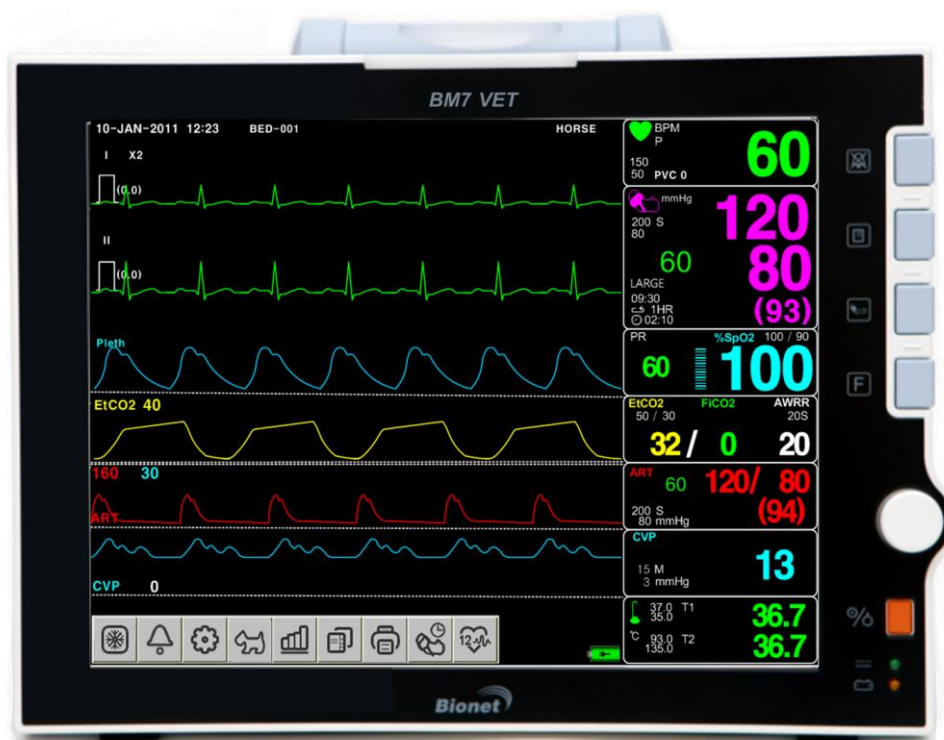 BM7 VET
10-JAN-2011 12:23 BED-001 HORSE
I X2
(0.0)
II
(0.0)
Pleth
EtCO2 40
160 30
ART
CVP 0
12
BPM
P
60
150
50 PVC 0
mmHg
120
200 S
80
60
80
LARGE
09:30
1HR
02:10
(93)
PR %SpO2 100 / 90
60 100
EtCO2 FiCO2 AWRR
50 / 30 20S
32 / 0 20
ART 60 120/ 80
200 S
80 mmHg
(94)
CVP
15 M
3 mmHg
13
37.0 T1
35.0
36.7
°C 93.0 T2
135.0
36.7
F
%
Bionet